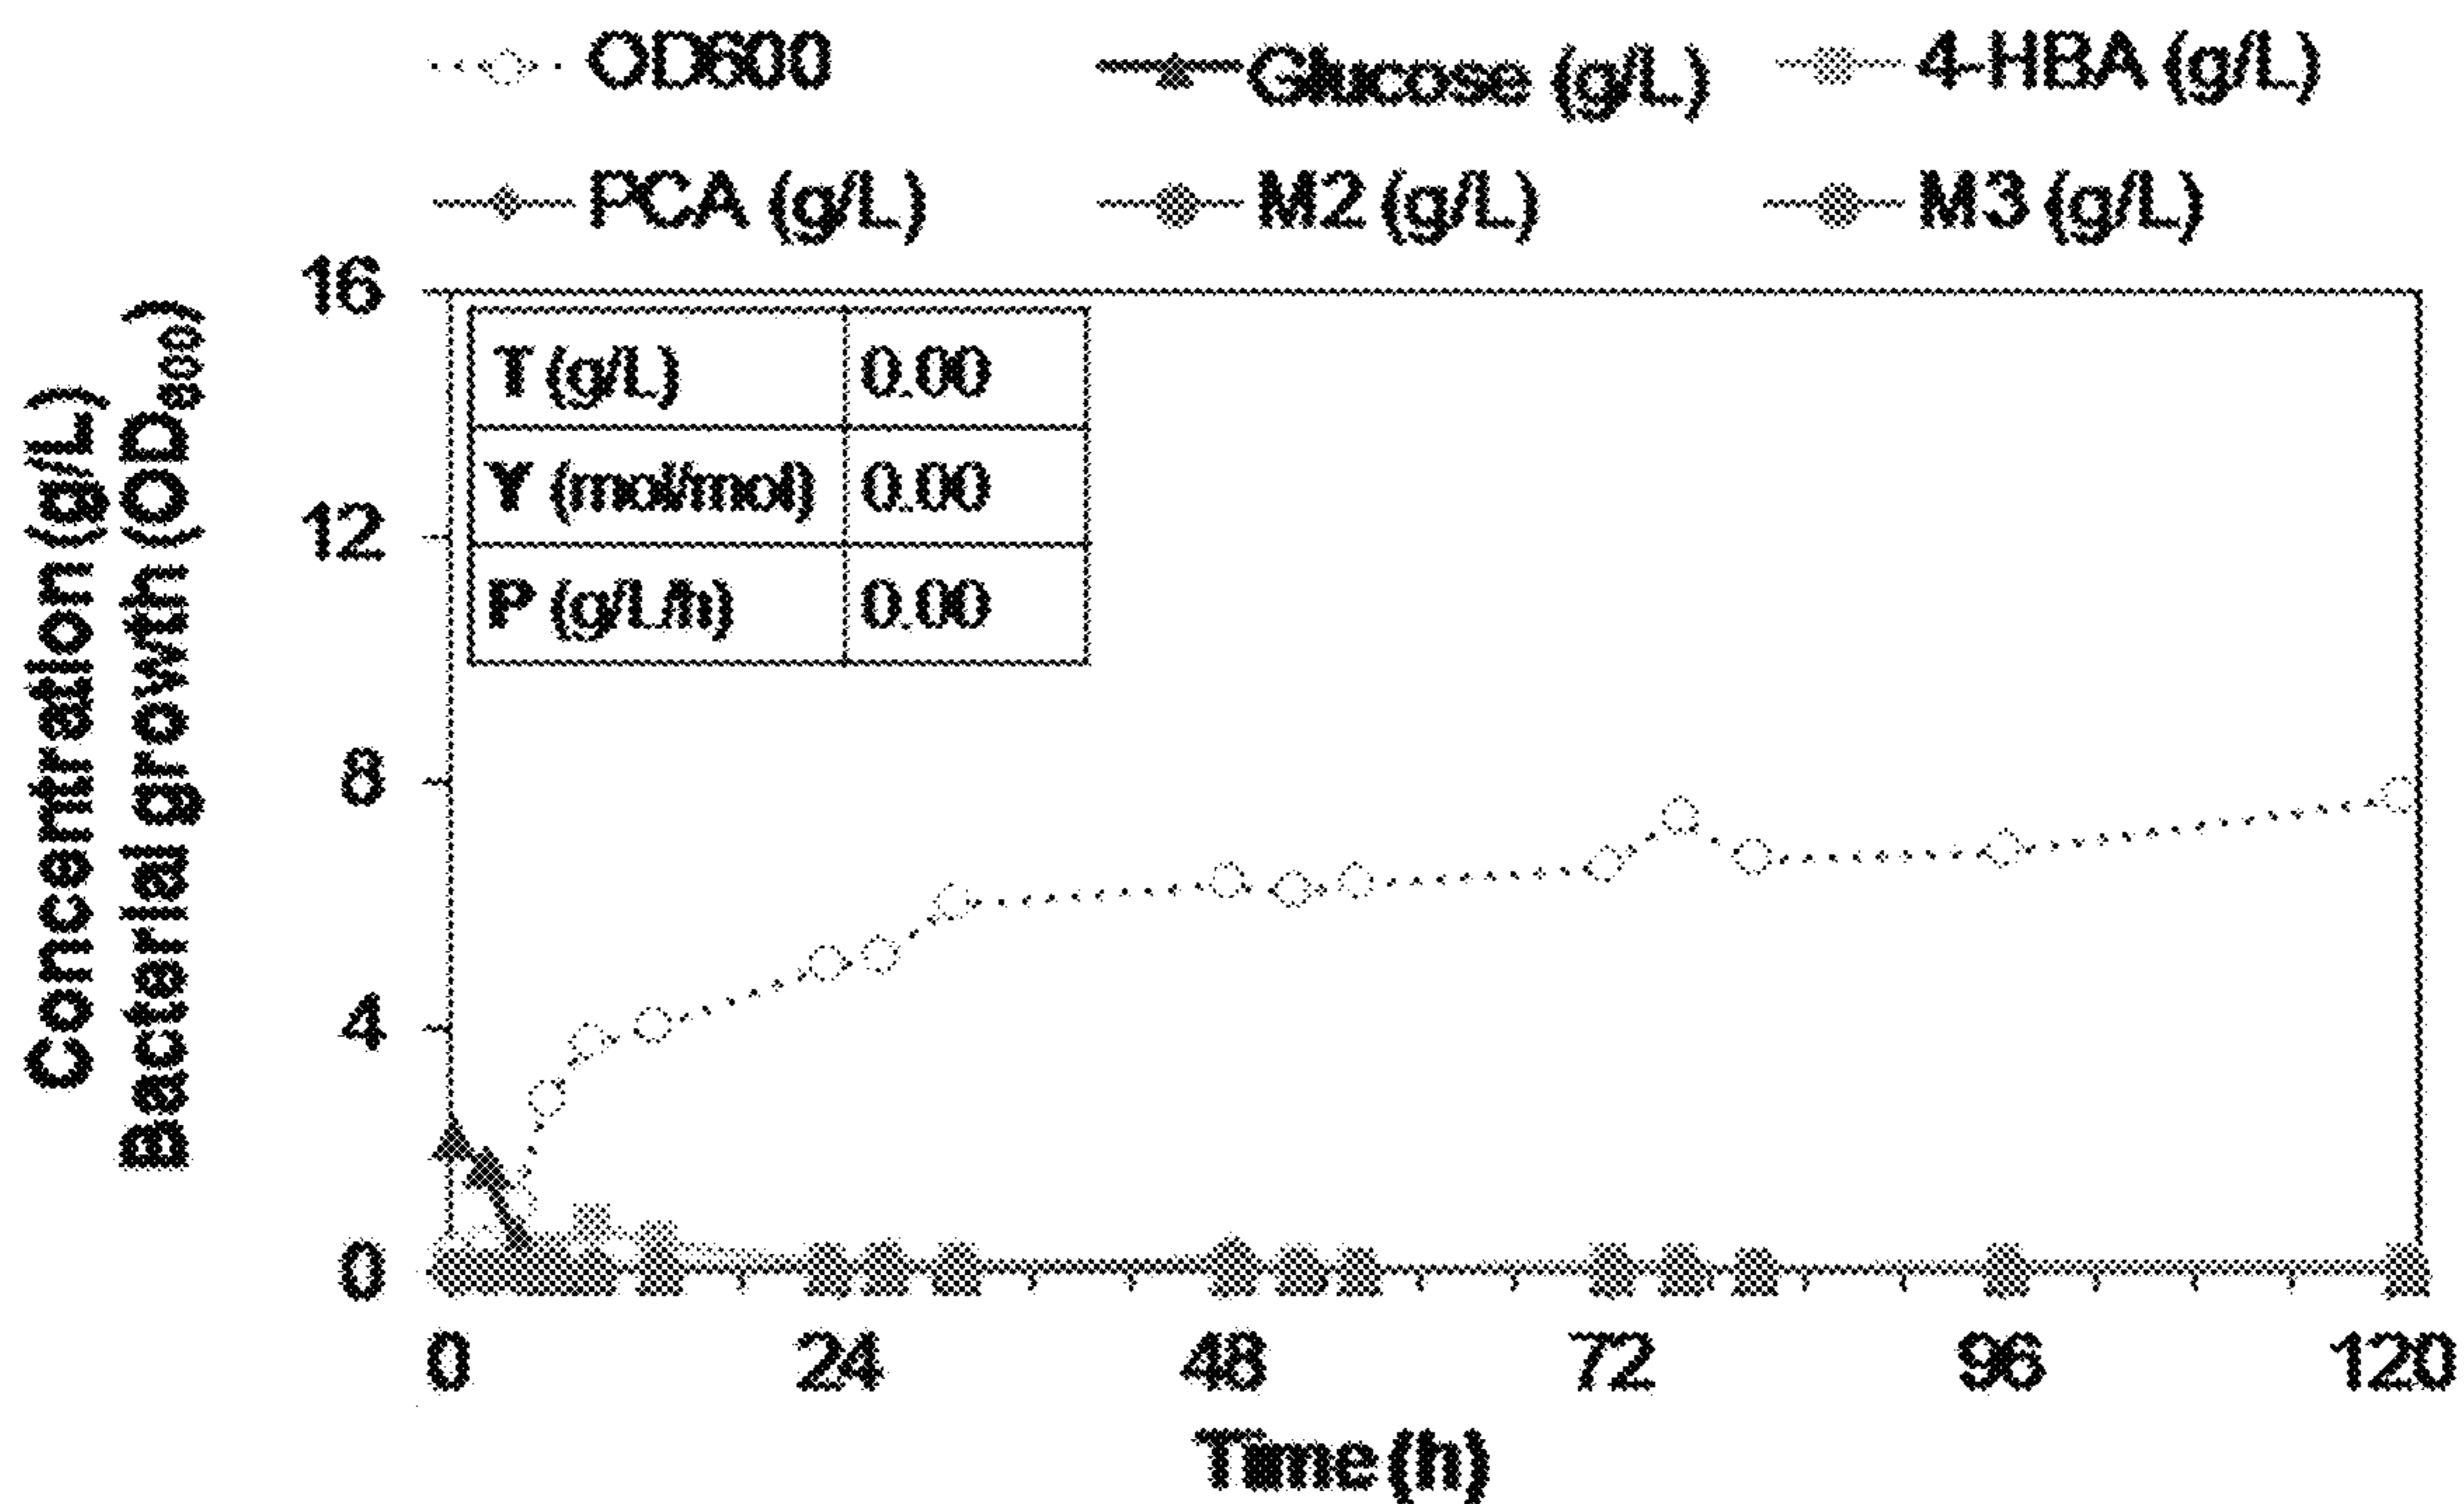 OD600 Glucose (g/L) 4-HBA (g/L)
PCA (g/L) M2 (g/L) M3 (g/L)
Concentration (g/L)
Bacterial growth (OD600)
16
12
8
4
0
T (g/L) 0.00
Y (mol/mol) 0.00
P (g/L/h) 0.00
0 24 48 72 96 120
Time (h)